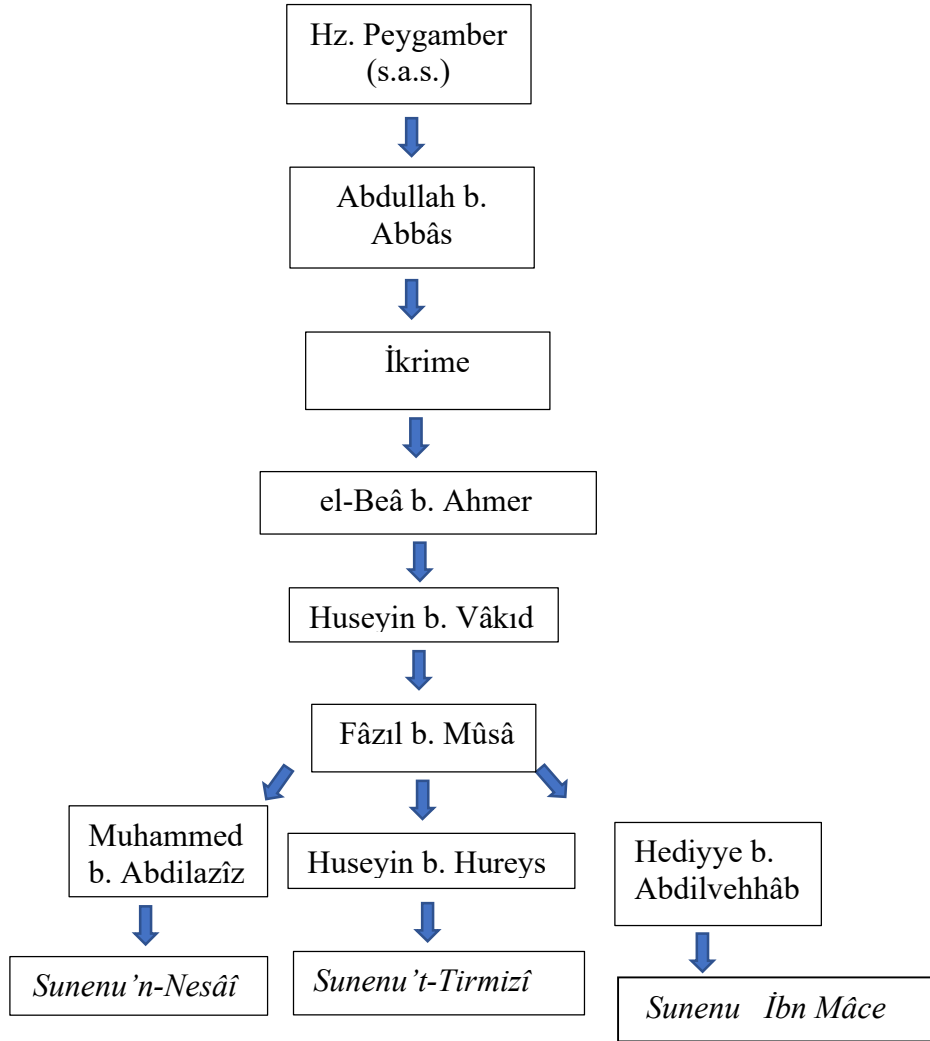 Hz. Peygamber
(s.a.s.)
Abdullah b.
Abbâs
İkrime
el-Beâ b. Ahmer
Huseyin b. Vâkıd
Fâzıl b. Mûsâ
Muhammed
b. Abdilazîz
Huseyin b. Hureys
Hediyye b.
Abdilvehhâb
Sunenu’n-Nesâî
Sunenu’t-Tirmizî
Sunenu İbn Mâce